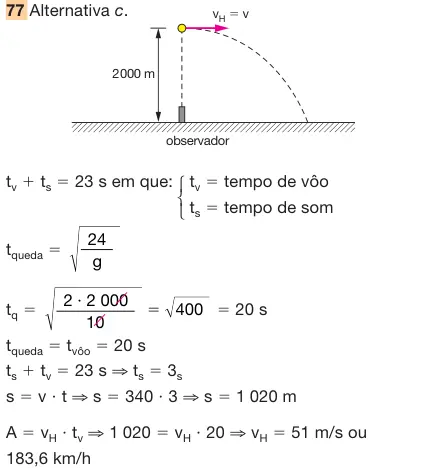 77 Alternativa c.
v_H = v
2000 m
observador
t_v + t_s = 23 s em que: { t_v = tempo de vôo
t_s = tempo de som
t_queda = √(24/g)
t_q = √(2 · 2 000/10) = √400 = 20 s
t_queda = t_vôo = 20 s
t_s + t_v = 23 s ⇒ t_s = 3_s
s = v · t ⇒ s = 340 · 3 ⇒ s = 1 020 m
A = v_H · t_v ⇒ 1 020 = v_H · 20 ⇒ v_H = 51 m/s ou
183,6 km/h